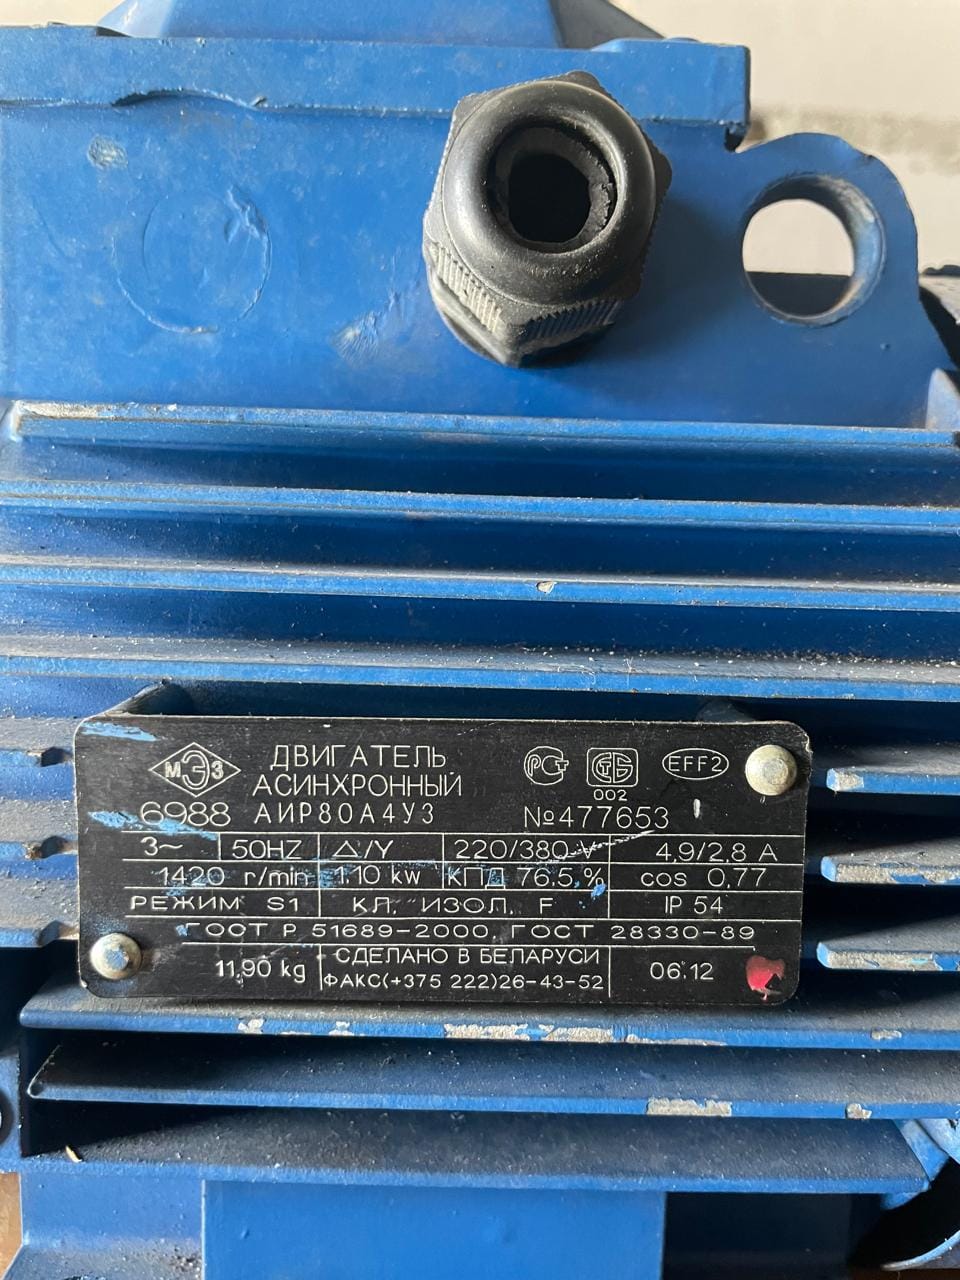 МЭЗ ДВИГАТЕЛЬ АСИНХРОННЫЙ РСТ СТБ 002 EFF2
6988 АИР80А4У3 №477653
3~ 50HZ △/Y 220/380 V 4,9/2,8 A
1420 r/min 1.10 kw КПД 76.5 % cos 0,77
РЕЖИМ S1 КЛ. ИЗОЛ. F IP 54
ГОСТ Р 51689-2000, ГОСТ 28330-89
11,90 kg СДЕЛАНО В БЕЛАРУСИ 06.12
ФАКС(+375 222)26-43-52